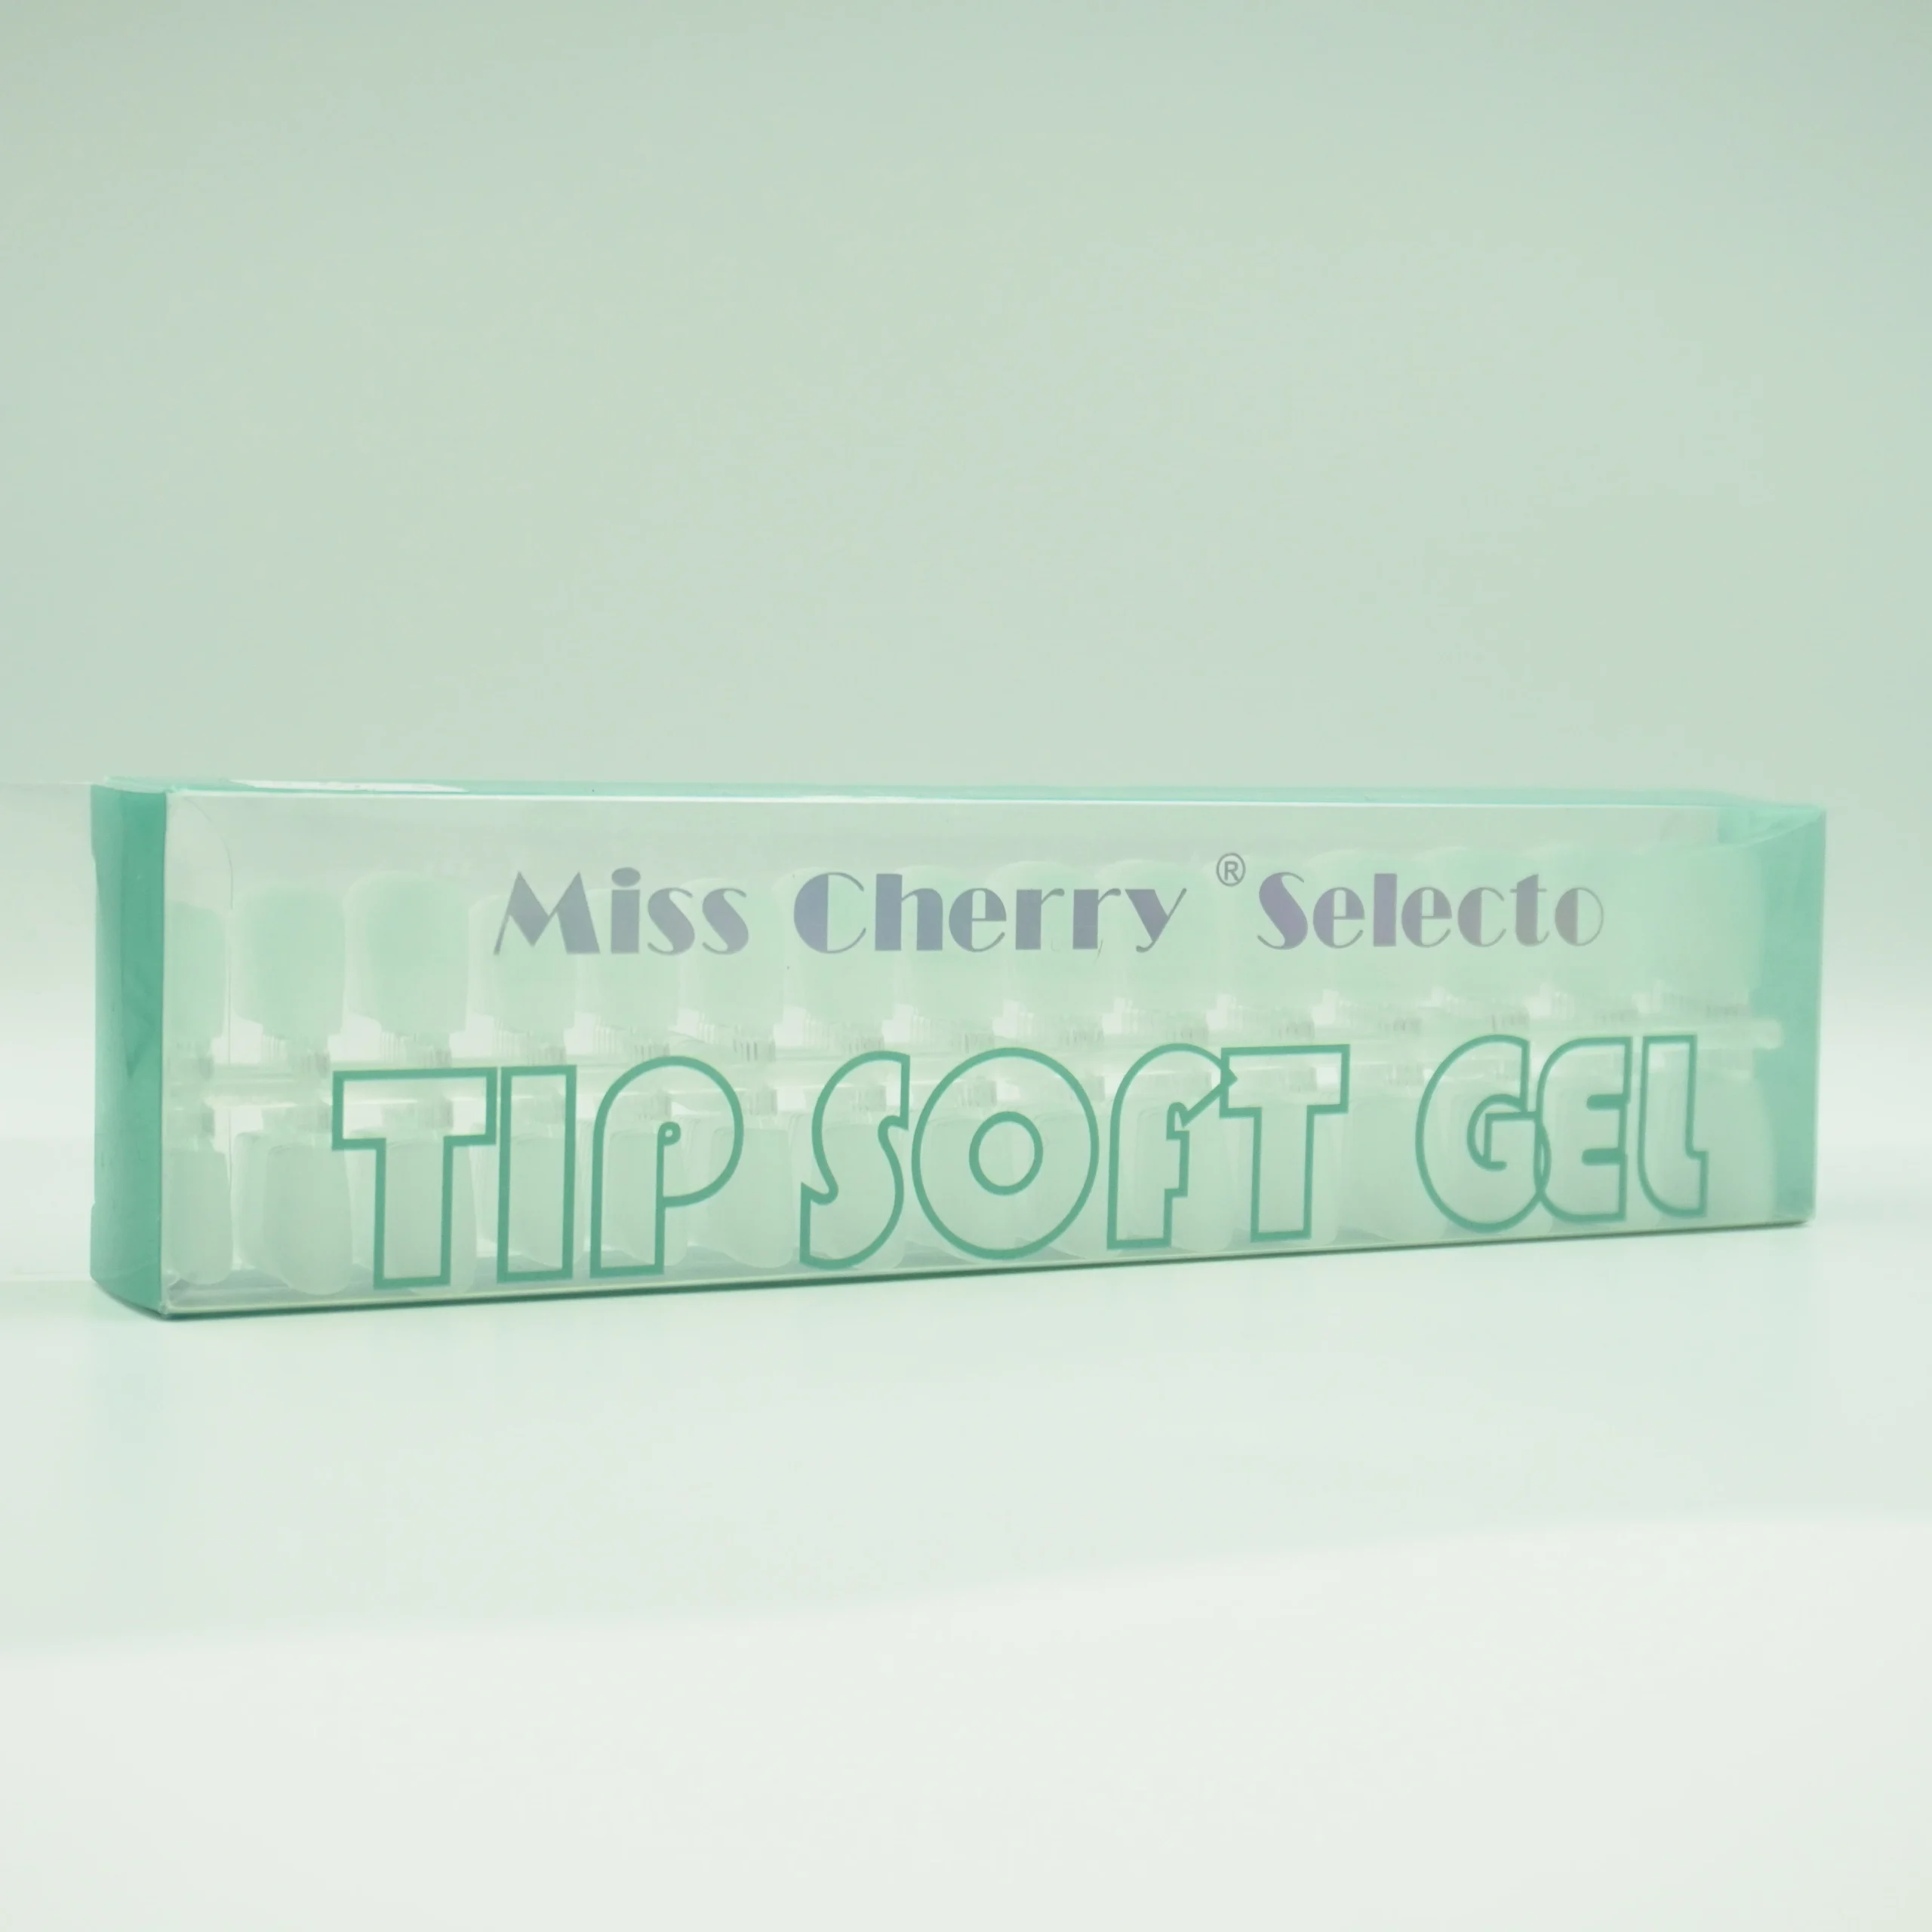 Miss Cherry ® Selecto
TIP SOFT GEL